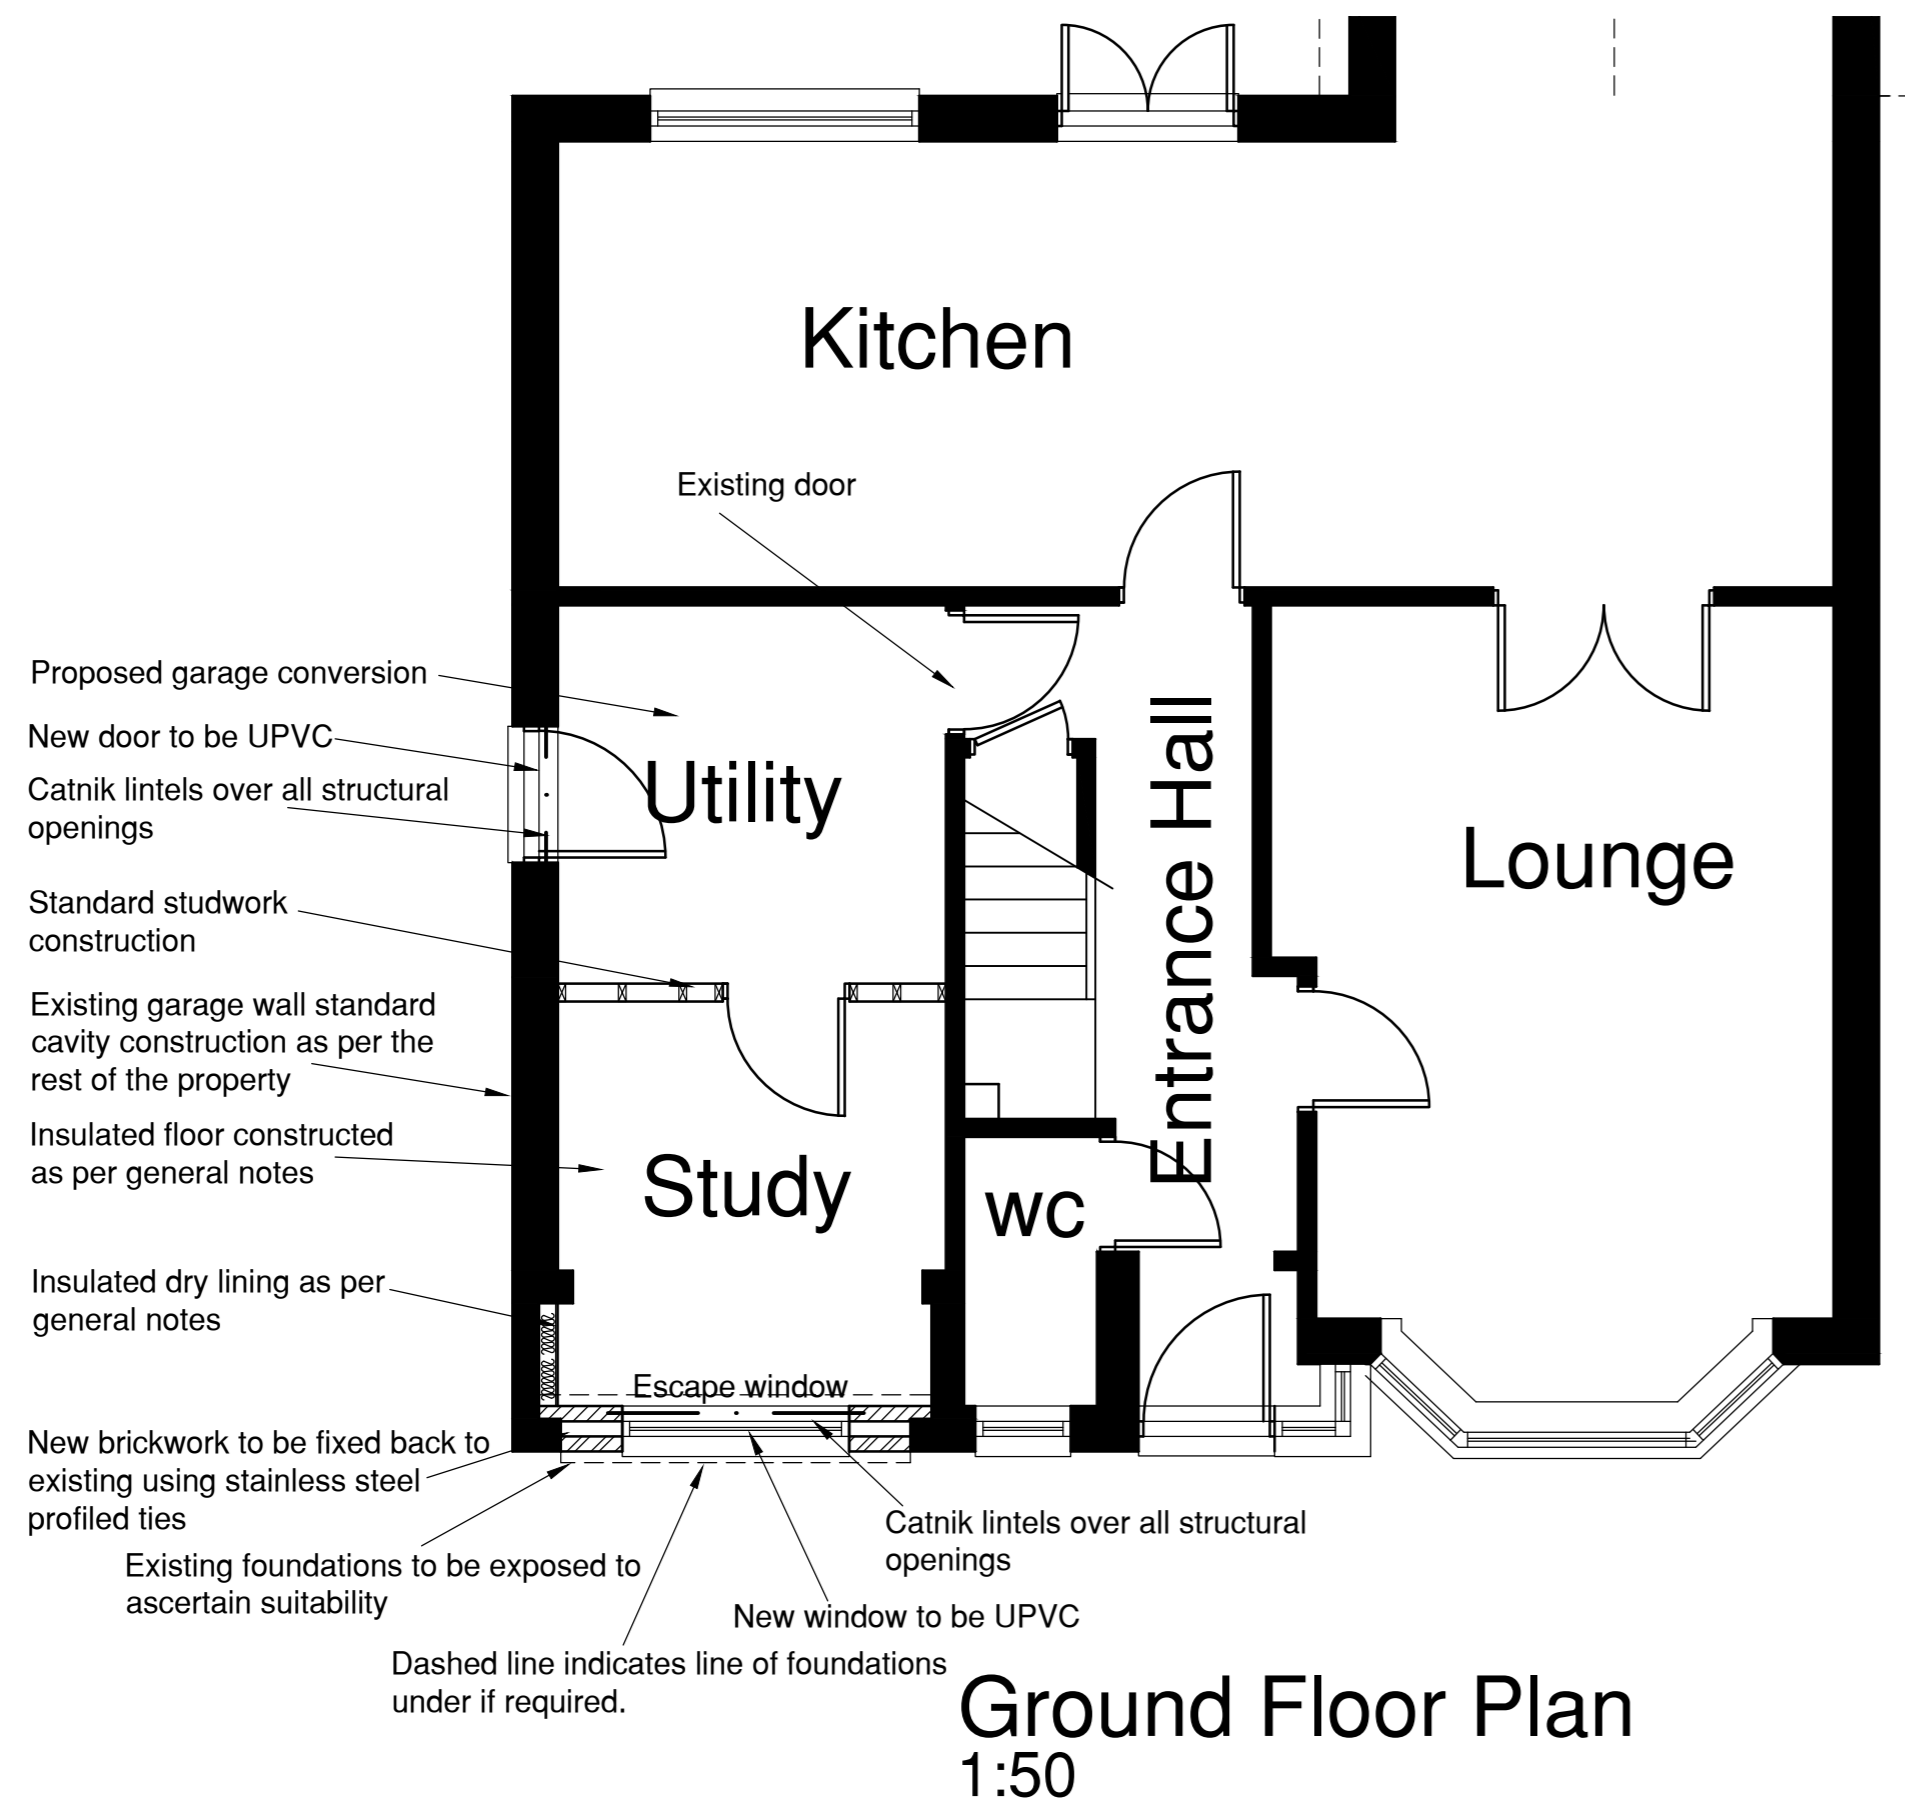 Kitchen
Existing door
Proposed garage conversion
New door to be UPVC
Catnik lintels over all structural
openings
Utility
Entrance Hall
Lounge
Standard studwork
construction
Existing garage wall standard
cavity construction as per the
rest of the property
Insulated floor constructed
as per general notes
Study
wc
Insulated dry lining as per
general notes
Escape window
New brickwork to be fixed back to
existing using stainless steel
profiled ties
Catnik lintels over all structural
openings
Existing foundations to be exposed to
ascertain suitability
New window to be UPVC
Dashed line indicates line of foundations
under if required.
Ground Floor Plan
1:50